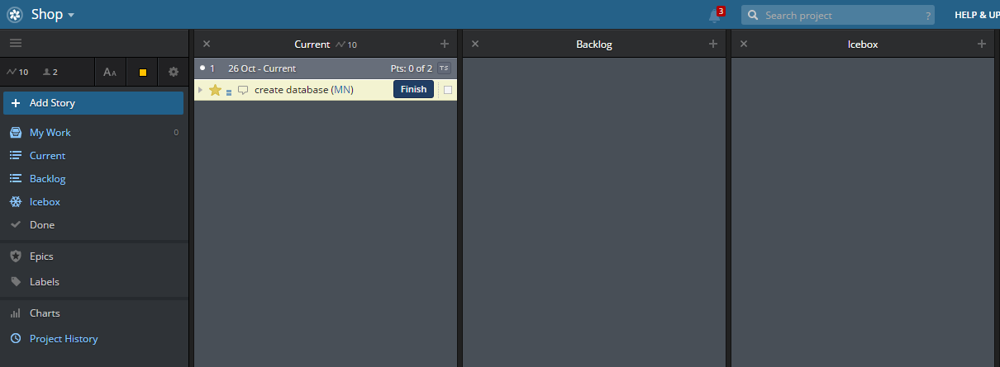 Shop
3
Search project ?
HELP & UP
10 2 AA
Add Story
My Work 0
Current
Backlog
Icebox
Done
Epics
Labels
Charts
Project History
Current 10
1 26 Oct - Current Pts: 0 of 2 TS
create database (MN) Finish
Backlog
Icebox